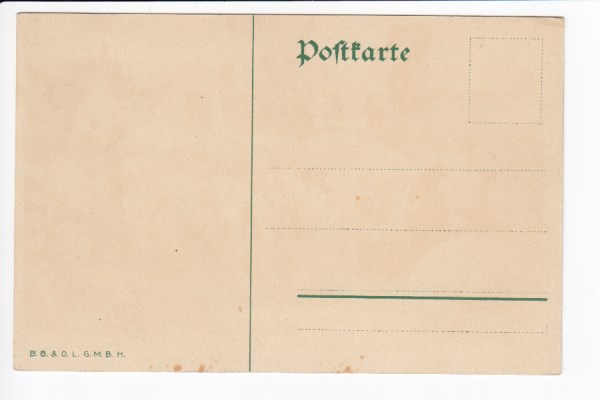 Poſtkarte
B. B. & O. L. G. M. B. H.